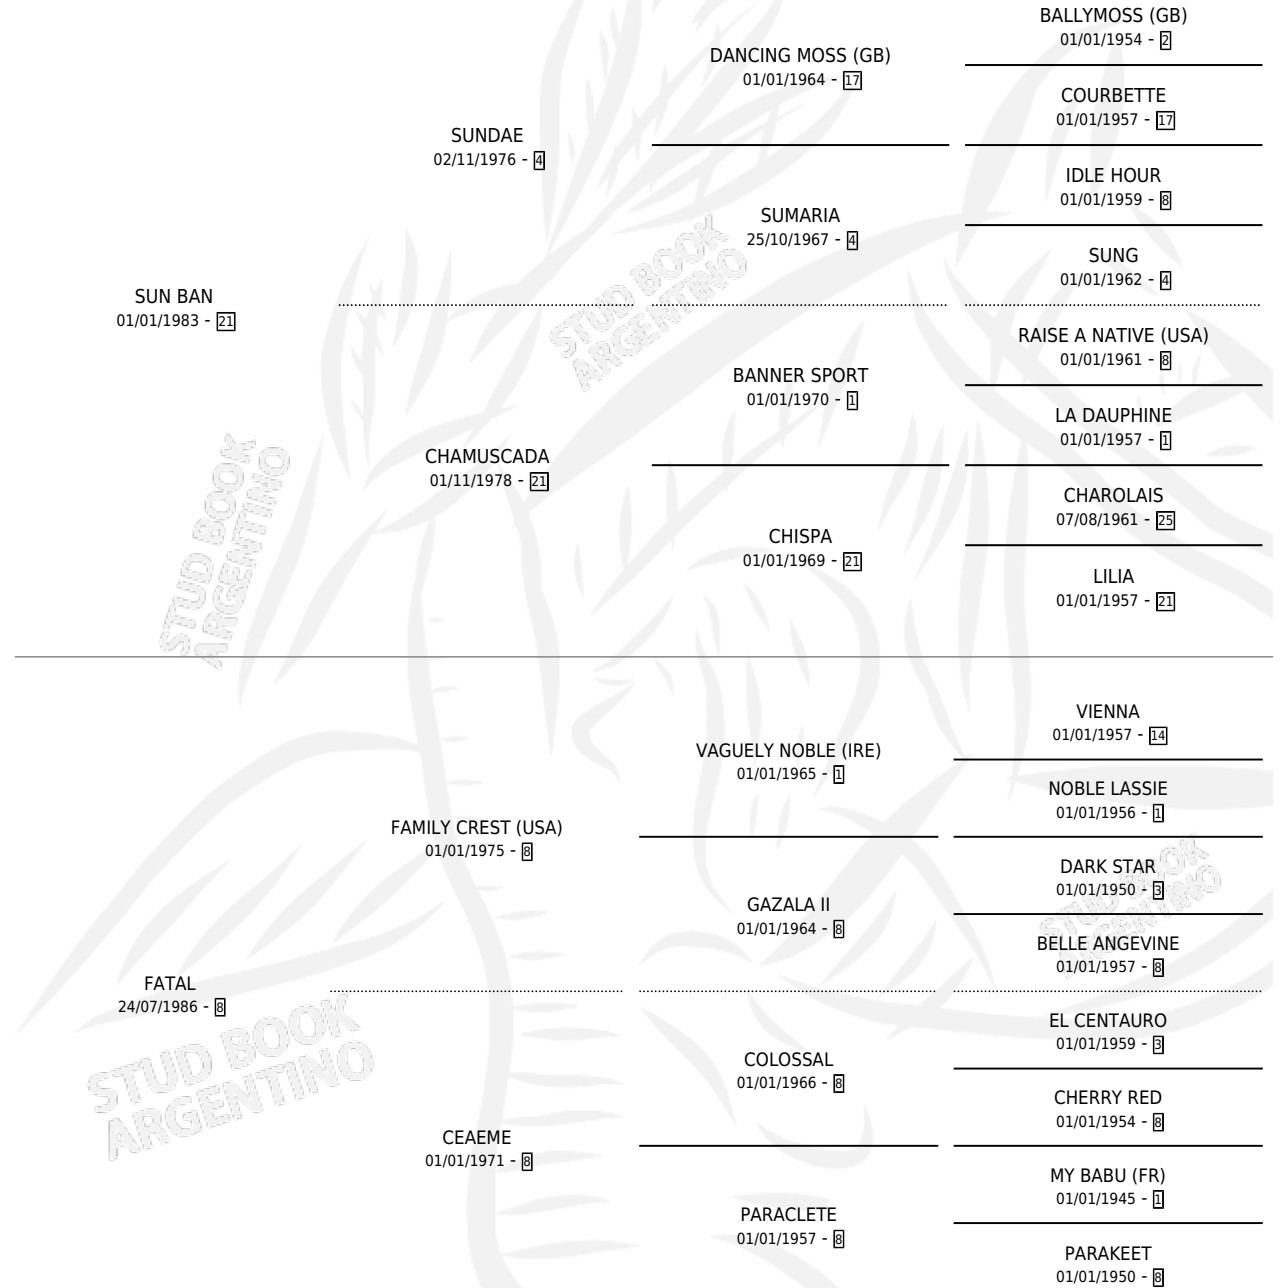 BALLYMOSS (GB)
01/01/1954 - 2
DANCING MOSS (GB)
01/01/1964 - 17
COURBETTE
01/01/1957 - 17
SUNDAE
02/11/1976 - 4
IDLE HOUR
01/01/1959 - 8
SUMARIA
25/10/1967 - 4
SUNG
01/01/1962 - 4
SUN BAN
01/01/1983 - 21
RAISE A NATIVE (USA)
01/01/1961 - 8
BANNER SPORT
01/01/1970 - 1
LA DAUPHINE
01/01/1957 - 1
CHAMUSCADA
01/11/1978 - 21
CHAROLAIS
07/08/1961 - 25
CHISPA
01/01/1969 - 21
LILIA
01/01/1957 - 21
VIENNA
01/01/1957 - 14
VAGUELY NOBLE (IRE)
01/01/1965 - 1
NOBLE LASSIE
01/01/1956 - 1
FAMILY CREST (USA)
01/01/1975 - 8
DARK STAR
01/01/1950 - 3
GAZALA II
01/01/1964 - 8
BELLE ANGEVINE
01/01/1957 - 8
FATAL
24/07/1986 - 8
EL CENTAURO
01/01/1959 - 3
COLOSSAL
01/01/1966 - 8
CHERRY RED
01/01/1954 - 8
CEAEME
01/01/1971 - 8
MY BABU (FR)
01/01/1945 - 1
PARACLETE
01/01/1957 - 8
PARAKEET
01/01/1950 - 8
STUD BOOK
ARGENTINO
STUD BOOK
ARGENTINO
STUD BOOK
ARGENTINO
STUD BOOK
ARGENTINO